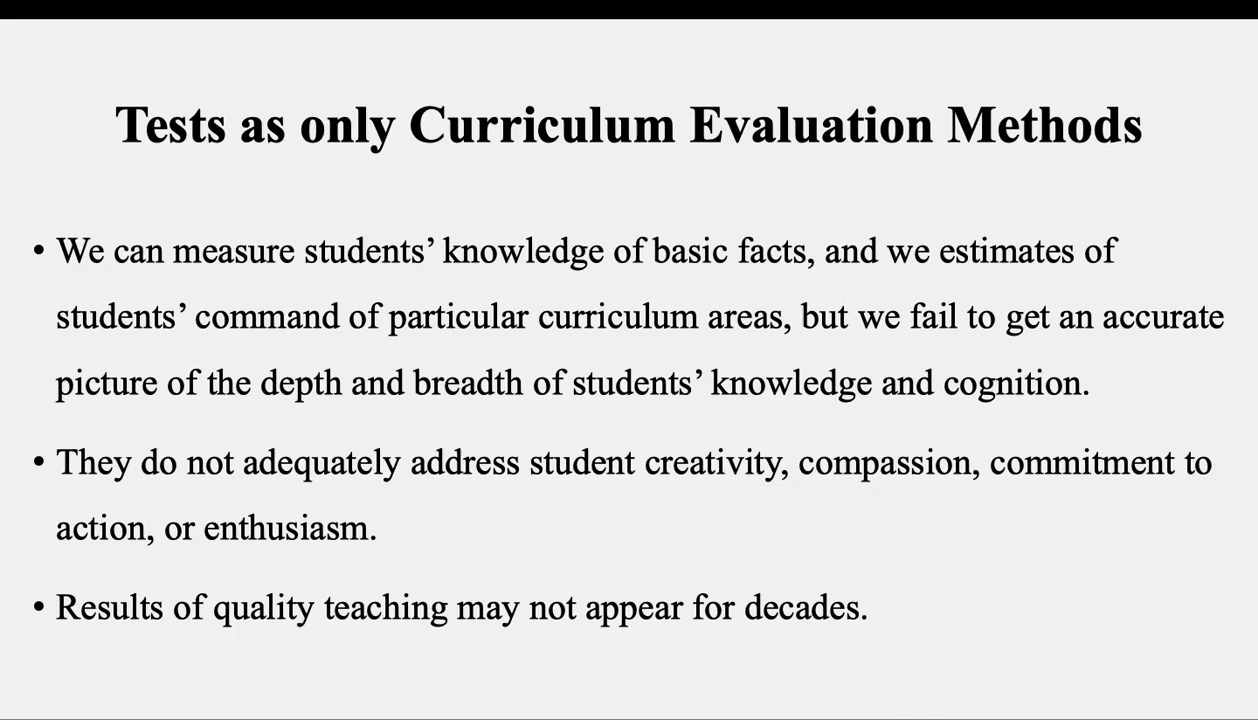 Tests as only Curriculum Evaluation Methods
• We can measure students’ knowledge of basic facts, and we estimates of
students’ command of particular curriculum areas, but we fail to get an accurate
picture of the depth and breadth of students’ knowledge and cognition.
• They do not adequately address student creativity, compassion, commitment to
action, or enthusiasm.
• Results of quality teaching may not appear for decades.